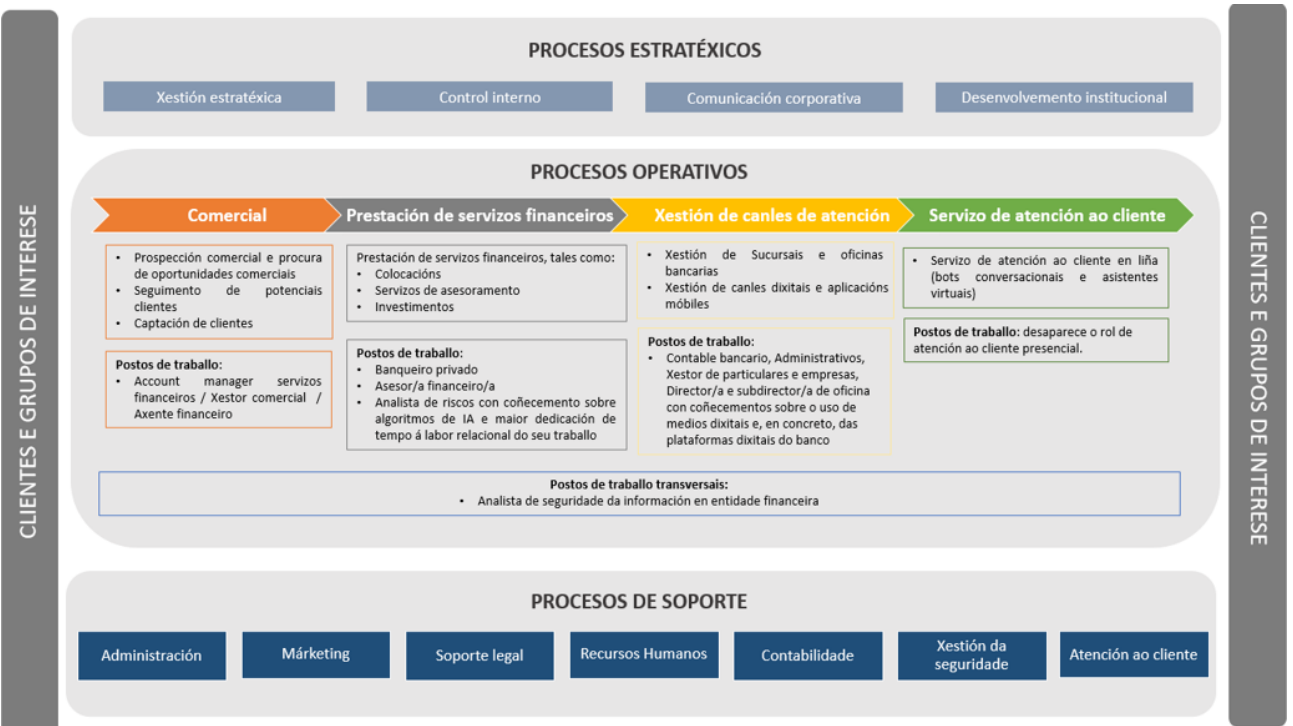 CLIENTES E GRUPOS DE INTERESE
PROCESOS ESTRATÉXICOS
Xestión estratéxica
Control interno
Comunicación corporativa
Desenvolvemento institucional
PROCESOS OPERATIVOS
Comercial
Prestación de servizos financeiros
Xestión de canles de atención
Servizo de atención ao cliente
• Prospección comercial e procura
de oportunidades comerciais
• Seguimento de potenciais
clientes
• Captación de clientes
Postos de traballo:
• Account manager servizos
financeiros / Xestor comercial /
Axente financeiro
Prestación de servizos financeiros, tales como:
• Colocacións
• Servizos de asesoramento
• Investimentos
Postos de traballo:
• Banqueiro privado
• Asesor/a financeiro/a
• Analista de riscos con coñecemento sobre
algoritmos de IA e maior dedicación de
tempo á labor relacional do seu traballo
• Xestión de Sucursais e oficinas
bancarias
• Xestión de canles dixitais e aplicacións
móbiles
Postos de traballo:
• Contable bancario, Administrativos,
Xestor de particulares e empresas,
Director/a e subdirector/a de oficina
con coñecementos sobre o uso de
medios dixitais e, en concreto, das
plataformas dixitais do banco
• Servizo de atención ao cliente en liña
(bots conversacionais e asistentes
virtuais)
Postos de traballo: desaparece o rol de
atención ao cliente presencial.
Postos de traballo transversais:
• Analista de seguridade da información en entidade financeira
PROCESOS DE SOPORTE
Administración
Márketing
Soporte legal
Recursos Humanos
Contabilidade
Xestión da
seguridade
Atención ao cliente
CLIENTES E GRUPOS DE INTERESE